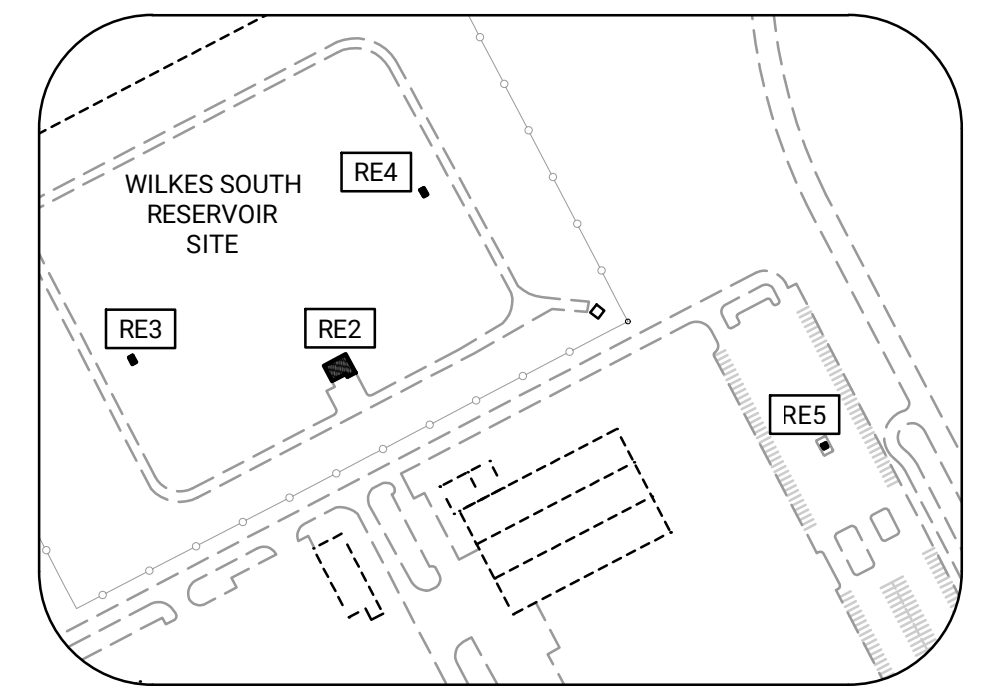 RE4
WILKES SOUTH
RESERVOIR
SITE
RE3
RE2
RE5